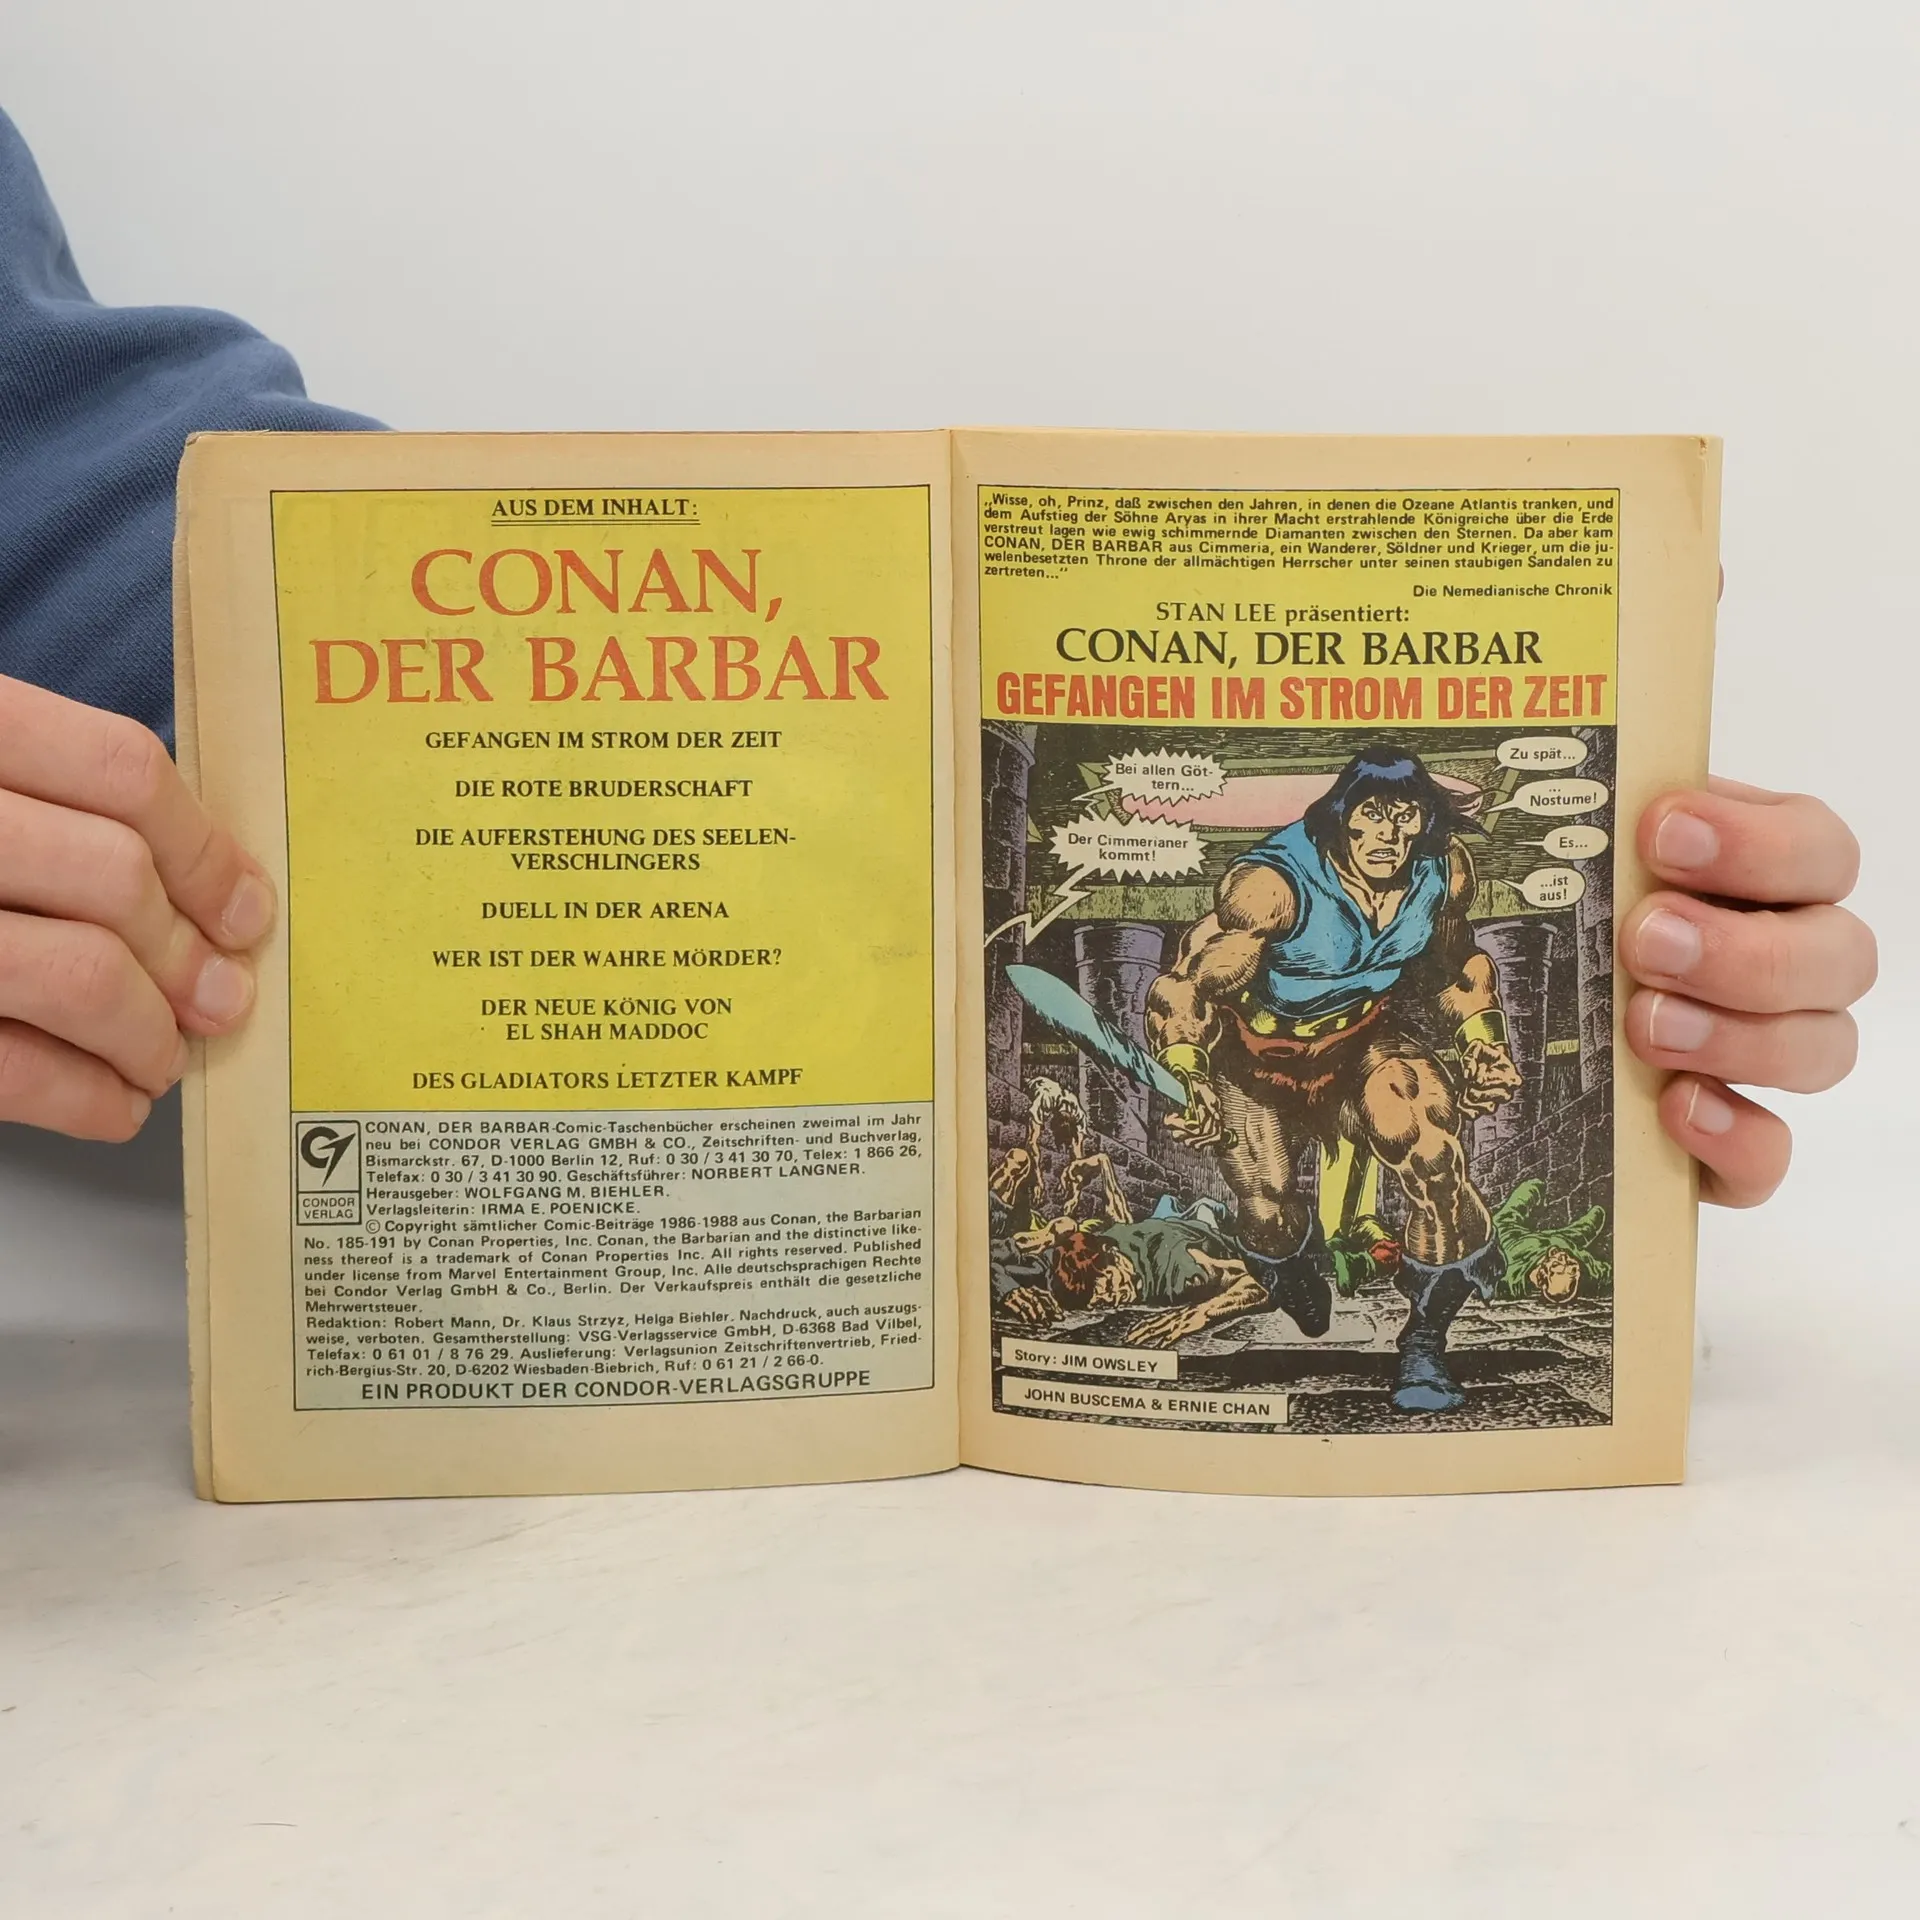 AUS DEM INHALT:
CONAN,
DER BARBAR
GEFANGEN IM STROM DER ZEIT
DIE ROTE BRUDERSCHAFT
DIE AUFERSTEHUNG DES SEELEN-
VERSCHLINGERS
DUELL IN DER ARENA
WER IST DER WAHRE MÖRDER?
DER NEUE KÖNIG VON
EL SHAH MADDOC
DES GLADIATORS LETZTER KAMPF
CONDOR
VERLAG
CONAN, DER BARBAR-Comic-Taschenbücher erscheinen zweimal im Jahr
neu bei CONDOR VERLAG GMBH & CO., Zeitschriften- und Buchverlag,
Bismarckstr. 67, D-1000 Berlin 12, Ruf: 0 30 / 3 41 30 70, Telex: 1 866 26,
Telefax: 0 30 / 3 41 30 90. Geschäftsführer: NORBERT LANGNER.
Herausgeber: WOLFGANG M. BIEHLER.
Verlagsleiterin: IRMA E. POENICKE.
© Copyright sämtlicher Comic-Beiträge 1986-1988 aus Conan, the Barbarian
No. 185-191 by Conan Properties, Inc. Conan, the Barbarian and the distinctive like-
ness thereof is a trademark of Conan Properties Inc. All rights reserved. Published
under license from Marvel Entertainment Group, Inc. Alle deutschsprachigen Rechte
bei Condor Verlag GmbH & Co., Berlin. Der Verkaufspreis enthält die gesetzliche
Mehrwertsteuer.
Redaktion: Robert Mann, Dr. Klaus Strzyz, Helga Biehler. Nachdruck, auch auszugs-
weise, verboten. Gesamtherstellung: VSG-Verlagsservice GmbH, D-6368 Bad Vilbel,
Telefax: 0 61 01 / 8 76 29. Auslieferung: Verlagsunion Zeitschriftenvertrieb, Fried-
rich-Bergius-Str. 20, D-6202 Wiesbaden-Biebrich, Ruf: 0 61 21 / 2 66-0.
EIN PRODUKT DER CONDOR-VERLAGSGRUPPE
„Wisse, oh, Prinz, daß zwischen den Jahren, in denen die Ozeane Atlantis tranken, und
dem Aufstieg der Söhne Aryas in ihrer Macht erstrahlende Königreiche über die Erde
verstreut lagen wie ewig schimmernde Diamanten zwischen den Sternen. Da aber kam
CONAN, DER BARBAR aus Cimmeria, ein Wanderer, Söldner und Krieger, um die ju-
welenbesetzten Throne der allmächtigen Herrscher unter seinen staubigen Sandalen zu
zertreten..."
Die Nemedianische Chronik
STAN LEE präsentiert:
CONAN, DER BARBAR
GEFANGEN IM STROM DER ZEIT
Bei allen Göt-
tern...
Der Cimmerianer
kommt!
Zu spät...
...
Nostume!
Es...
...ist
aus!
Story: JIM OWSLEY
JOHN BUSCEMA & ERNIE CHAN